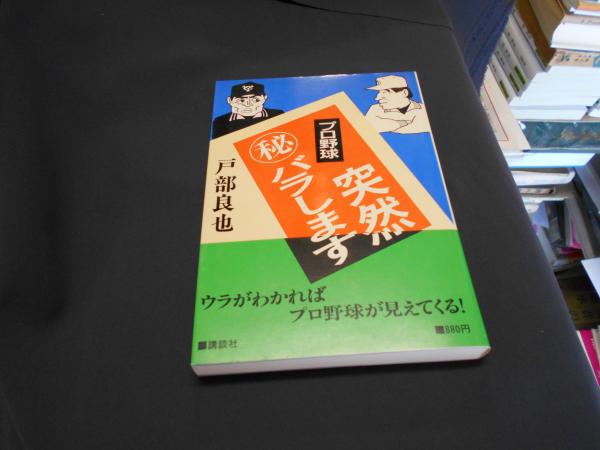 プロ野球
突然
㊙バラします
戸部良也
ウラがわかれば
プロ野球が見えてくる!
■講談社
880円